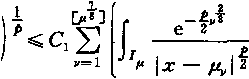 )^{\frac{1}{p}} \leqslant C_1 \sum_{\nu=1}^{[\mu^{\frac{7}{8}}]} \left( \int_{I_\mu} \frac{e^{-\frac{p}{2}\nu^{\frac{2}{3}}}}{|x - \mu_\nu|^{\frac{p}{2}}}